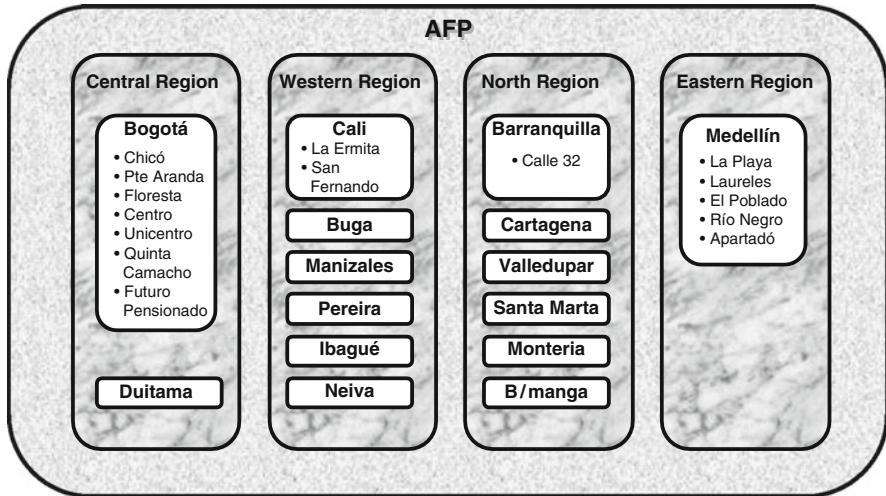 AFP
Central Region
Bogotá
• Chicó
• Pte Aranda
• Floresta
• Centro
• Unicentro
• Quinta
Camacho
• Futuro
Pensionado
Duitama
Western Region
Cali
• La Ermita
• San
Fernando
Buga
Manizales
Pereira
Ibagué
Neiva
North Region
Barranquilla
• Calle 32
Cartagena
Valledupar
Santa Marta
Monteria
B/manga
Eastern Region
Medellín
• La Playa
• Laureles
• El Poblado
• Río Negro
• Apartadó